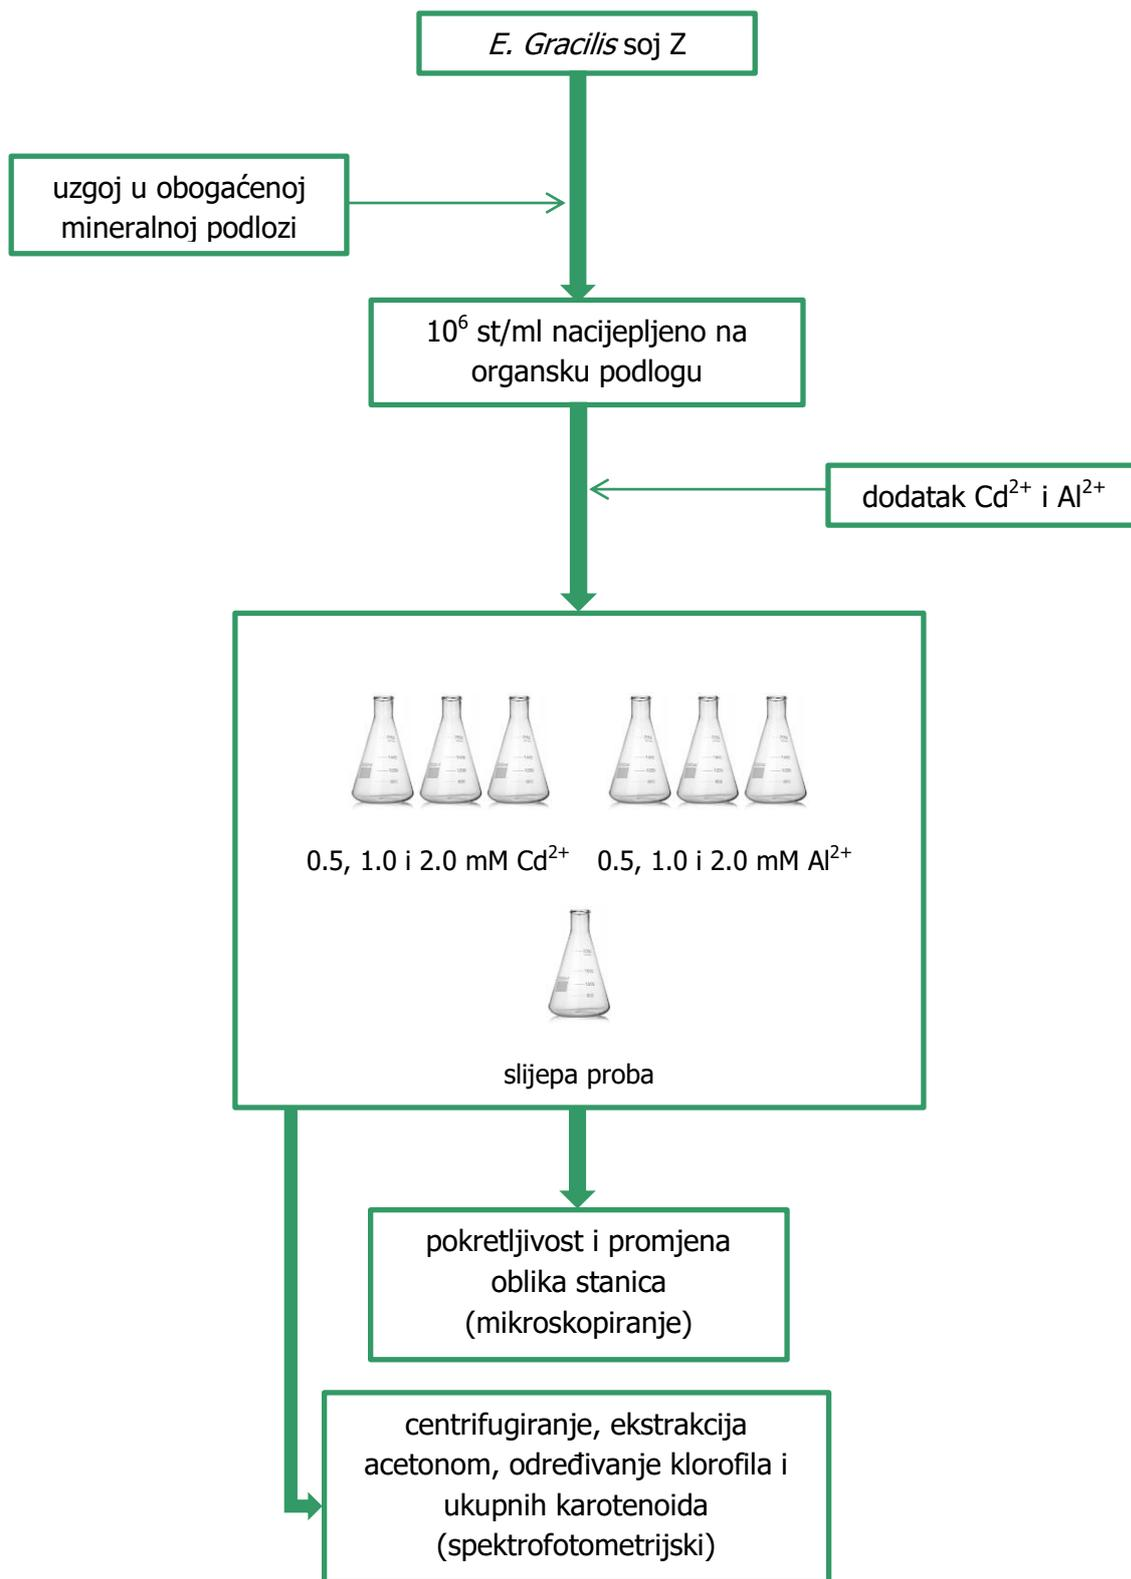 E. Gracilis soj Z
uzgoj u obogaćenoj
mineralnoj podlozi
10⁶ st/ml nacijepljeno na
organsku podlogu
dodatak Cd²⁺ i Al²⁺
0.5, 1.0 i 2.0 mM Cd²⁺
0.5, 1.0 i 2.0 mM Al²⁺
slijepa proba
pokretljivost i promjena
oblika stanica
(mikroskopiranje)
centrifugiranje, ekstrakcija
acetonom, određivanje klorofila i
ukupnih karotenoida
(spektrofotometrijski)